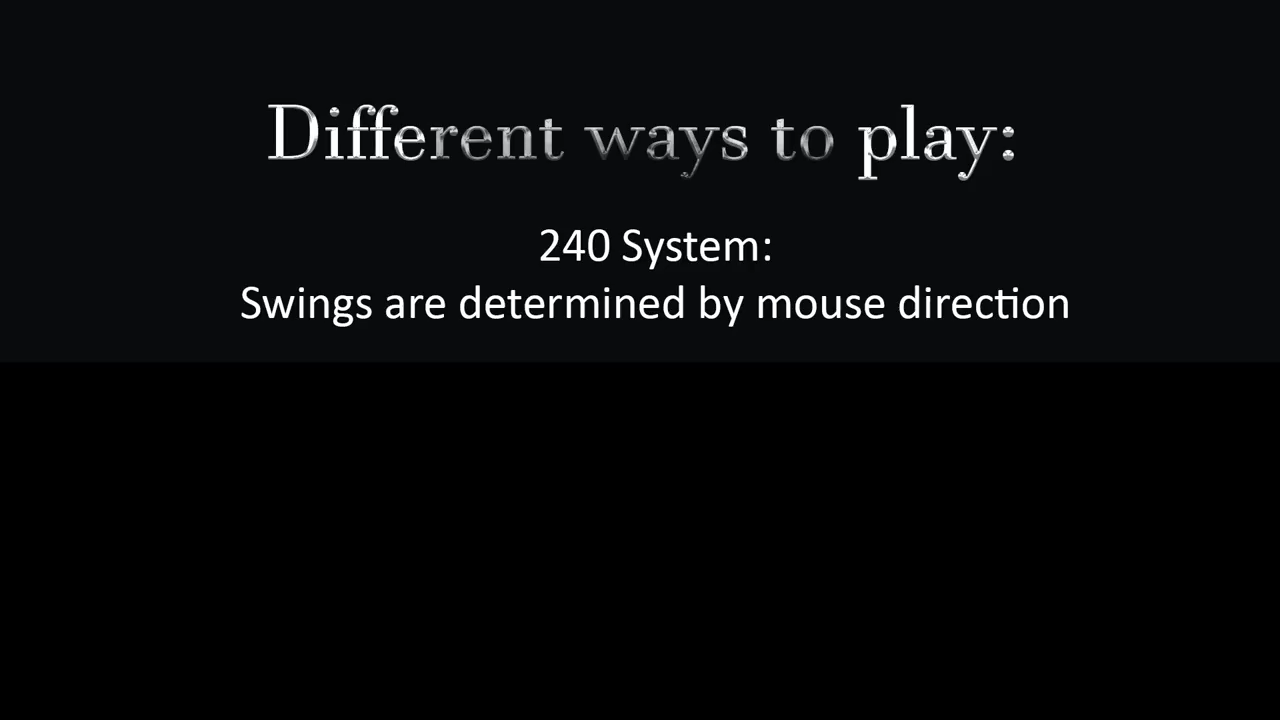 Different ways to play:
240 System:
Swings are determined by mouse direction